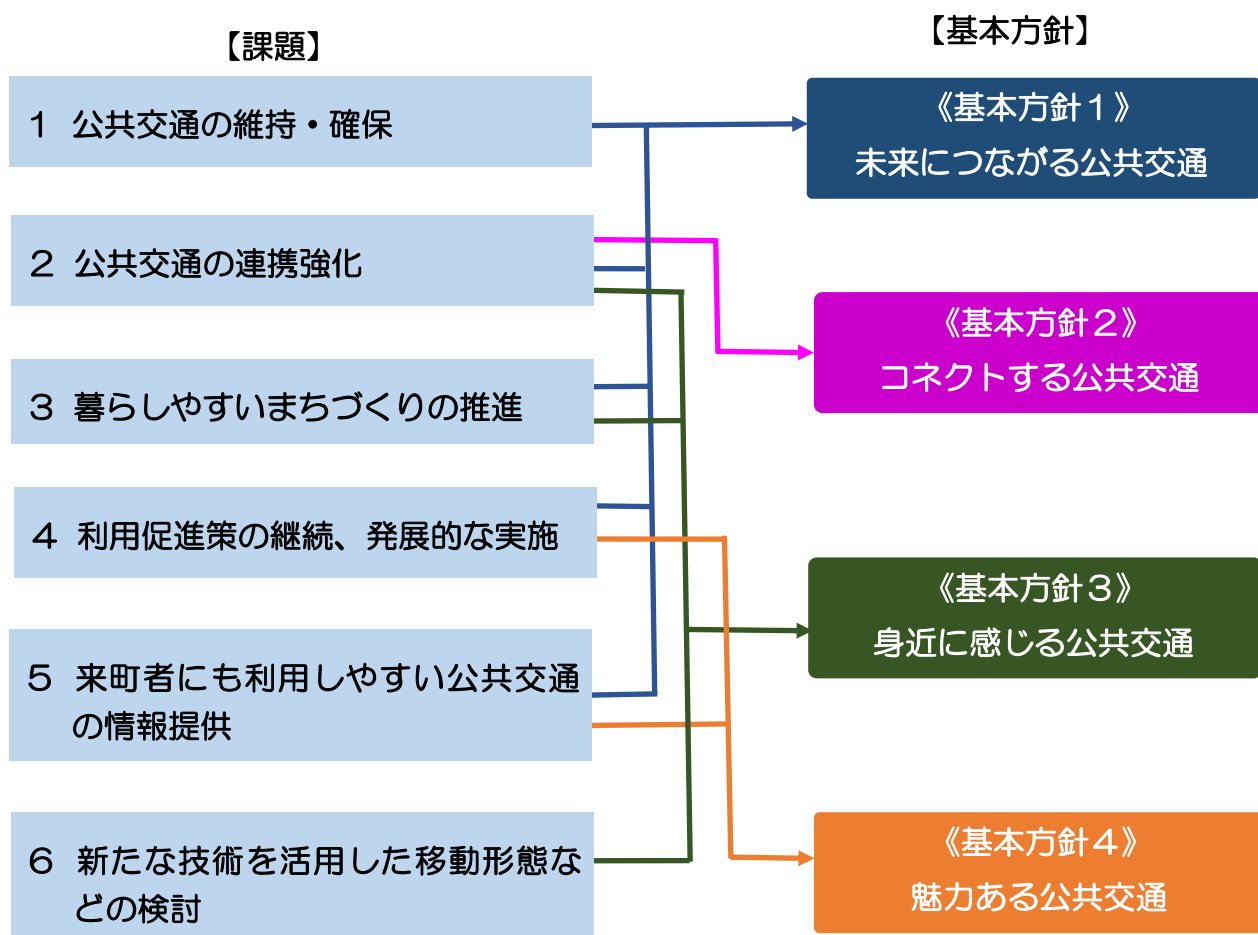 【課題】
１ 公共交通の維持・確保
２ 公共交通の連携強化
３ 暮らしやすいまちづくりの推進
４ 利用促進策の継続、発展的な実施
５ 来町者にも利用しやすい公共交通
の情報提供
６ 新たな技術を活用した移動形態な
どの検討
【基本方針】
《基本方針１》
未来につながる公共交通
《基本方針２》
コネクトする公共交通
《基本方針３》
身近に感じる公共交通
《基本方針４》
魅力ある公共交通